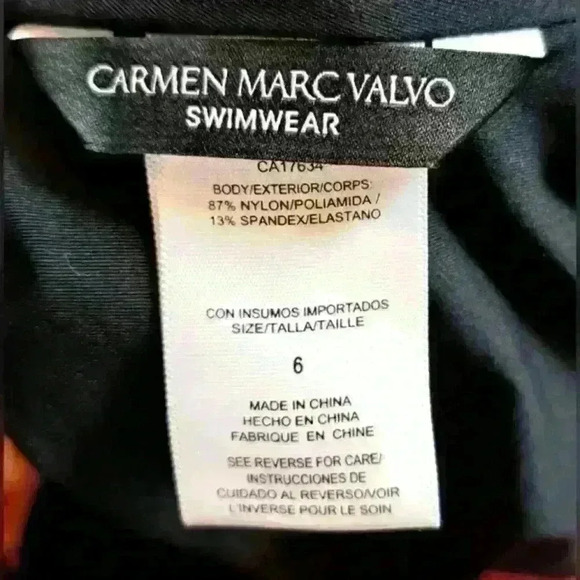 CARMEN MARC VALVO
SWIMWEAR
CA17634
BODY/EXTERIOR/CORPS:
87% NYLON/POLIAMIDA /
13% SPANDEX/ELASTANO
CON INSUMOS IMPORTADOS
SIZE/TALLA/TAILLE
6
MADE IN CHINA
HECHO EN CHINA
FABRIQUE EN CHINE
SEE REVERSE FOR CARE/
INSTRUCCIONES DE
CUIDADO AL REVERSO/VOIR
L'INVERSE POUR LE SOIN